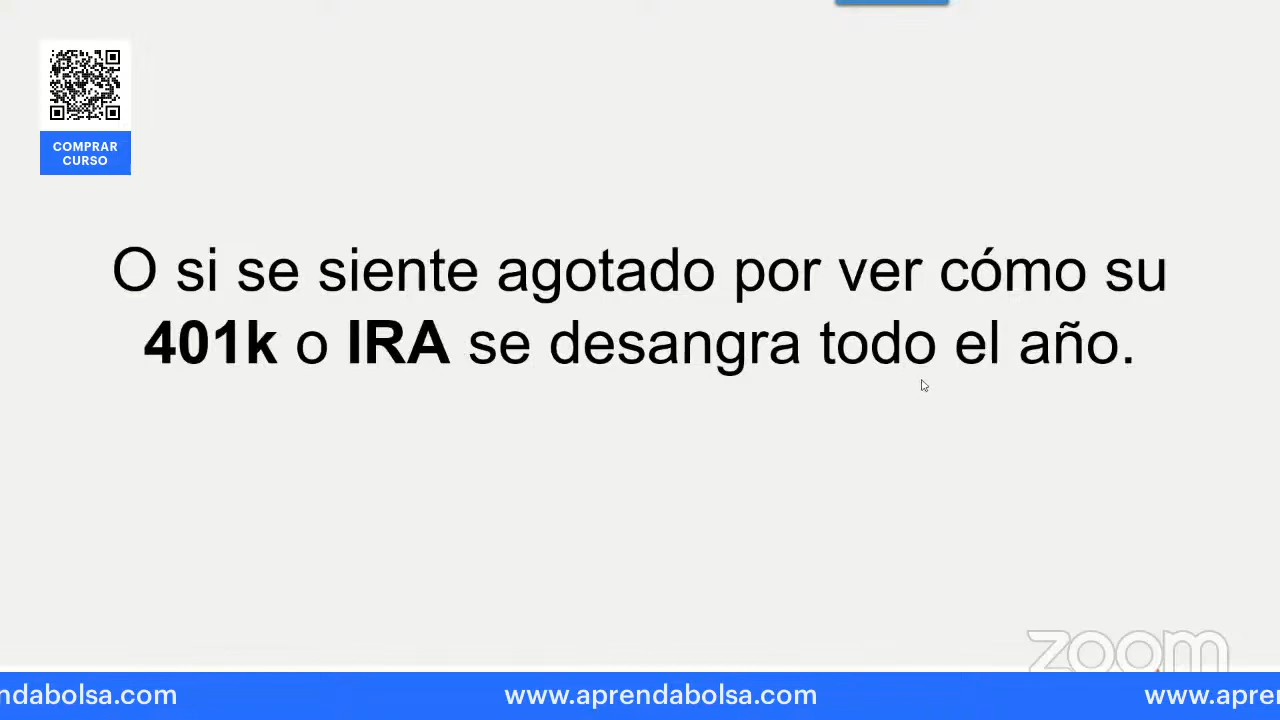 COMPRAR
CURSO
O si se siente agotado por ver cómo su
401k o IRA se desangra todo el año.
zoom
ndabolsa.com www.aprendabolsa.com www.apren